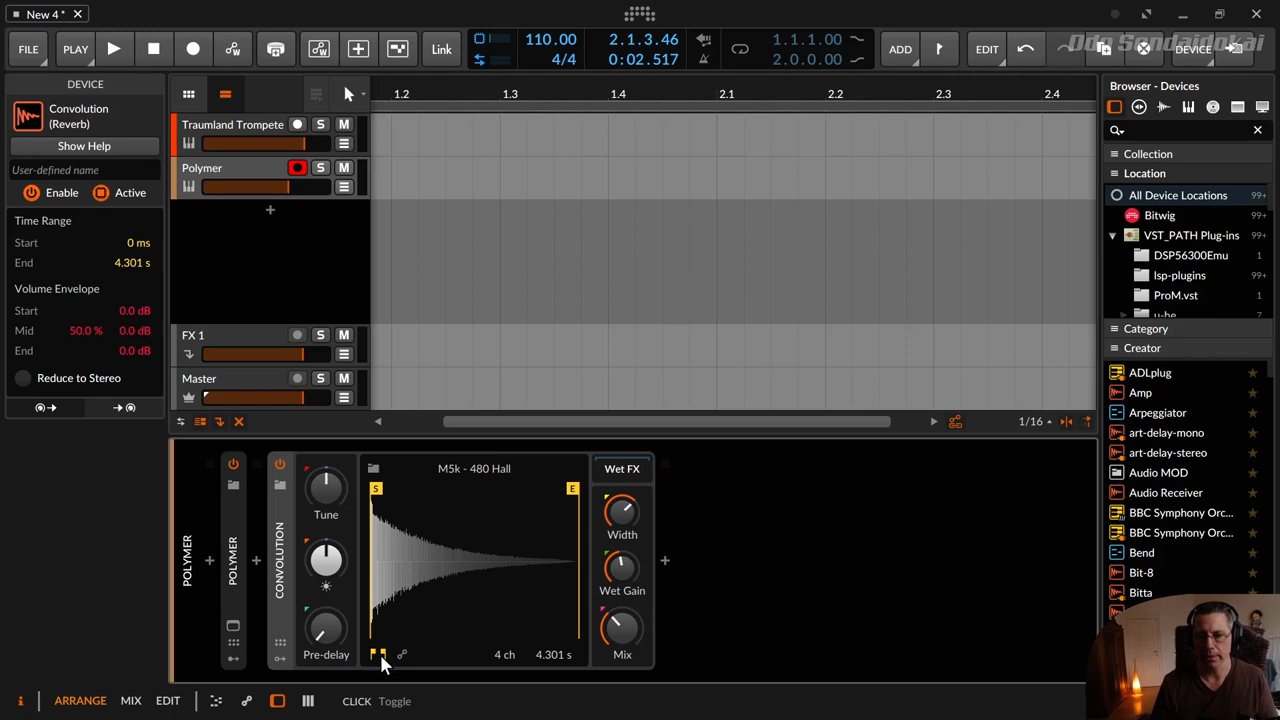 New 4*
Odo Sendaidokai
FILE
PLAY
Link
110.00
4/4
2.1.3.46
0:02.517
1.1.1.00
2.0.0.00
ADD
EDIT
DEVICE
DEVICE
Convolution
(Reverb)
Show Help
User-defined name
Enable
Active
Time Range
Start 0 ms
End 4.301 s
Volume Envelope
Start 0.0 dB
Mid 50.0 % 0.0 dB
End 0.0 dB
Reduce to Stereo
1.2 1.3 1.4 2.1 2.2 2.3 2.4
Traumland Trompete S M
Polymer S M
+
FX 1 S M
Master S M
1/16
Browser - Devices
Collection
Location
All Device Locations 99+
Bitwig 99+
VST_PATH Plug-ins 99+
DSP56300Emu 1
lsp-plugins 99+
ProM.vst 1
u-he 7
Category
Creator
ADLplug
Amp
Arpeggiator
art-delay-mono
art-delay-stereo
Audio MOD
Audio Receiver
BBC Symphony Orc...
BBC Symphony Orc...
Bend
Bit-8
Bitta
POLYMER
POLYMER
CONVOLUTION
Tune
Pre-delay
M5k - 480 Hall
S E
4 ch 4.301 s
Wet FX
Width
Wet Gain
Mix
ARRANGE MIX EDIT
CLICK Toggle